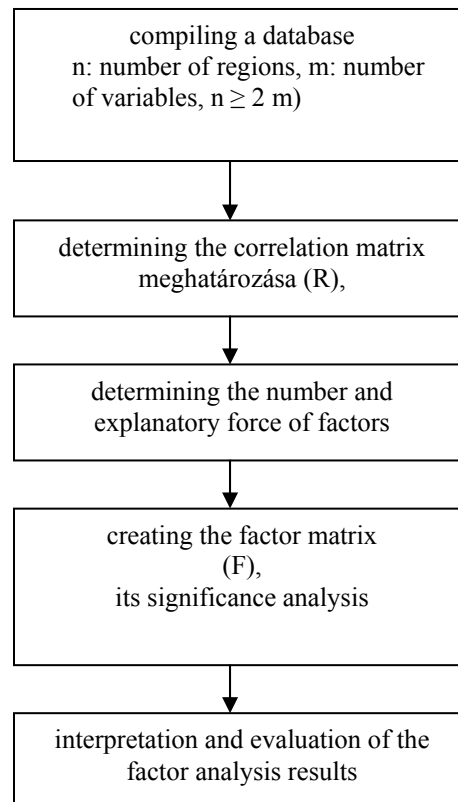 compiling a database
n: number of regions, m: number
of variables, n ≥ 2 m)
determining the correlation matrix
meghatározása (R),
determining the number and
explanatory force of factors
creating the factor matrix
(F),
its significance analysis
interpretation and evaluation of the
factor analysis results